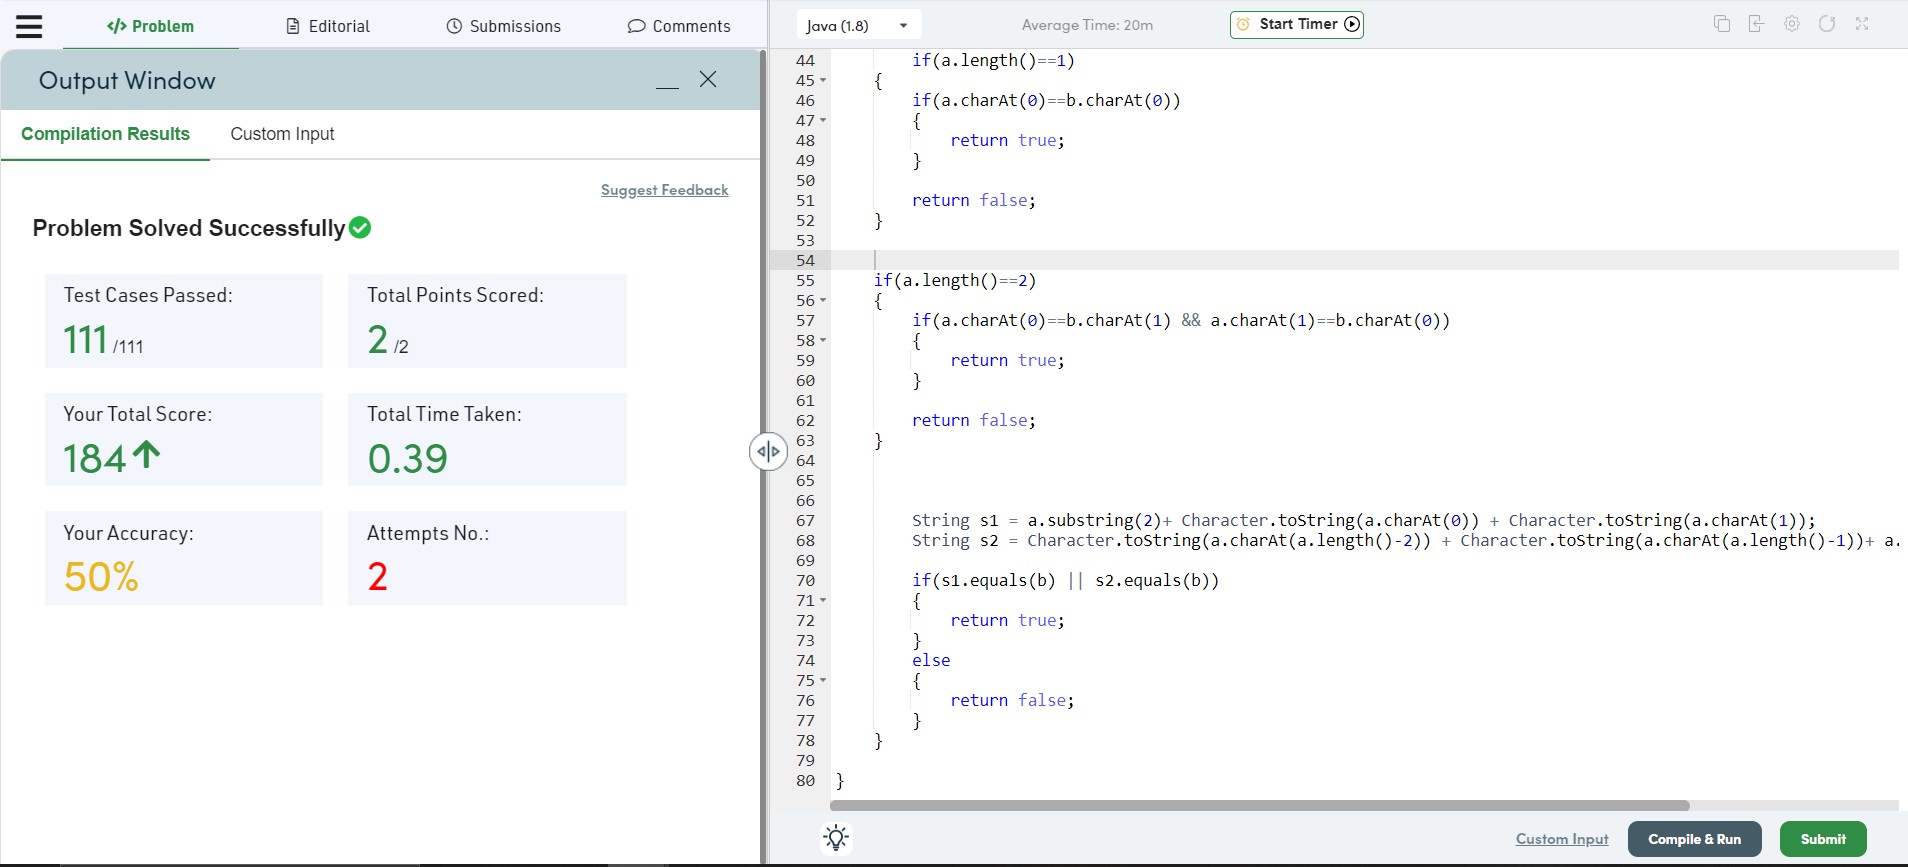 </> Problem
Editorial
Submissions
Comments
Output Window
Compilation Results
Custom Input
Suggest Feedback
Problem Solved Successfully
Test Cases Passed:
111 /111
Total Points Scored:
2 /2
Your Total Score:
184
Total Time Taken:
0.39
Your Accuracy:
50%
Attempts No.:
2
Java (1.8)
Average Time: 20m
Start Timer
44 if(a.length()==1)
45 {
46 if(a.charAt(0)==b.charAt(0))
47 {
48 return true;
49 }
50
51 return false;
52 }
53
54
55 if(a.length()==2)
56 {
57 if(a.charAt(0)==b.charAt(1) && a.charAt(1)==b.charAt(0))
58 {
59 return true;
60 }
61
62 return false;
63 }
64
65
66
67 String s1 = a.substring(2)+ Character.toString(a.charAt(0)) + Character.toString(a.charAt(1));
68 String s2 = Character.toString(a.charAt(a.length()-2)) + Character.toString(a.charAt(a.length()-1))+ a.
69
70 if(s1.equals(b) || s2.equals(b))
71 {
72 return true;
73 }
74 else
75 {
76 return false;
77 }
78 }
79
80 }
Custom Input
Compile & Run
Submit